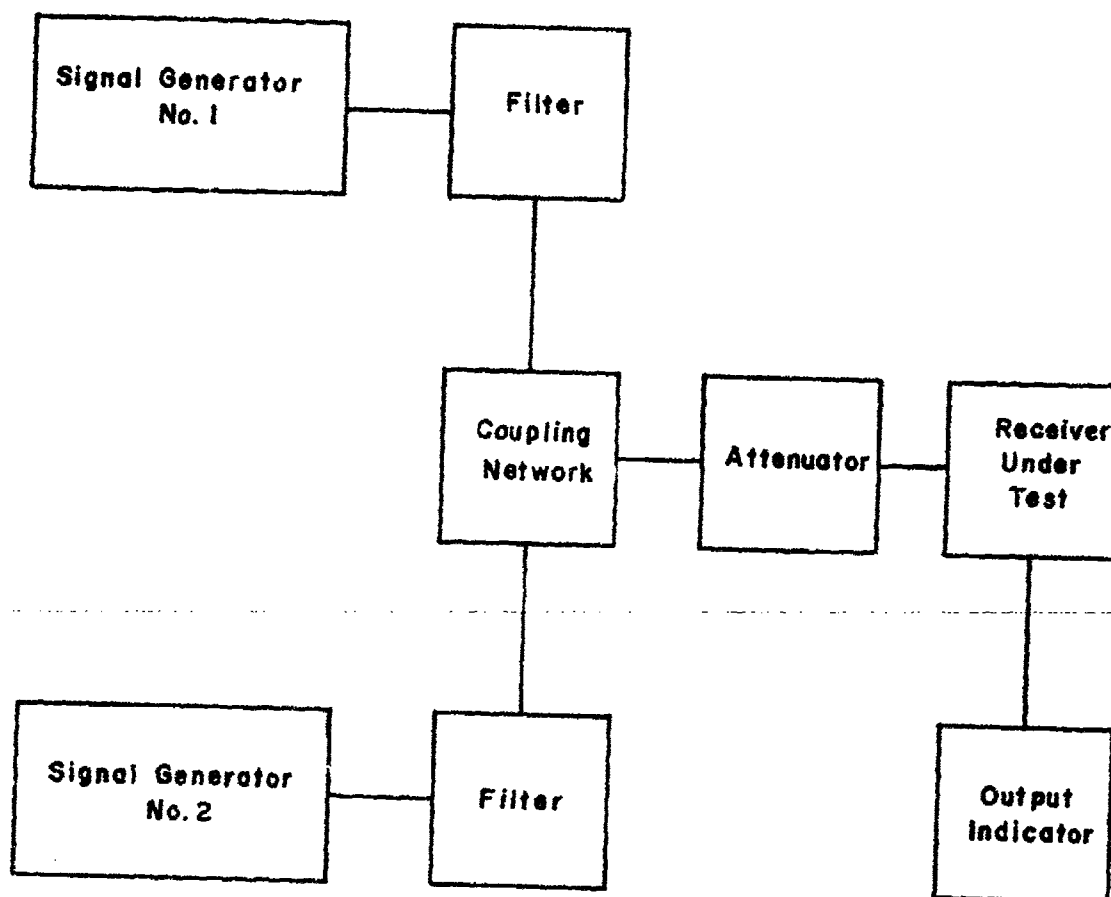 Signal Generator
No. 1
Filter
Coupling
Network
Attenuator
Receiver
Under
Test
Signal Generator
No. 2
Filter
Output
Indicator